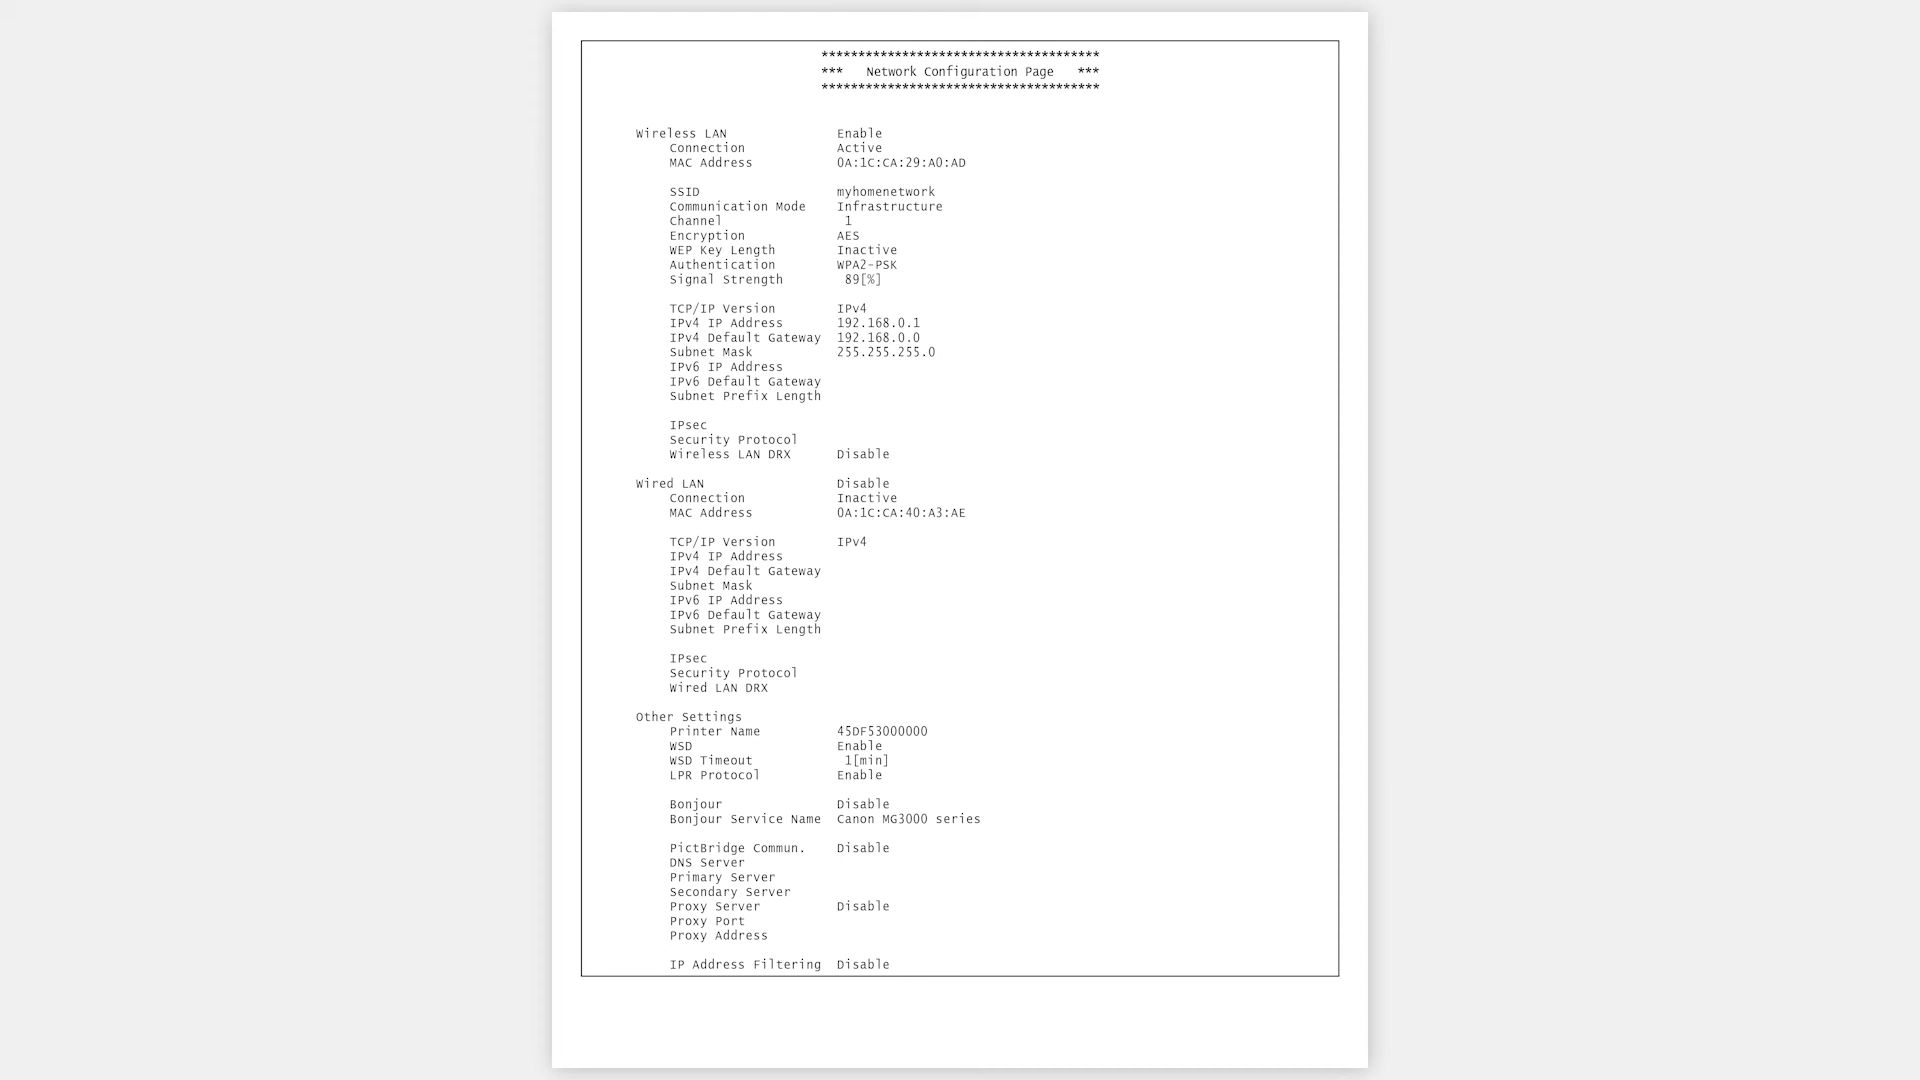 **************************************
*** Network Configuration Page ***
**************************************
Wireless LAN Enable
Connection Active
MAC Address 0A:1C:CA:29:A0:AD
SSID myhomenetwork
Communication Mode Infrastructure
Channel 1
Encryption AES
WEP Key Length Inactive
Authentication WPA2-PSK
Signal Strength 89[%]
TCP/IP Version IPv4
IPv4 IP Address 192.168.0.1
IPv4 Default Gateway 192.168.0.0
Subnet Mask 255.255.255.0
IPv6 IP Address
IPv6 Default Gateway
Subnet Prefix Length
IPsec
Security Protocol
Wireless LAN DRX Disable
Wired LAN Disable
Connection Inactive
MAC Address 0A:1C:CA:40:A3:AE
TCP/IP Version IPv4
IPv4 IP Address
IPv4 Default Gateway
Subnet Mask
IPv6 IP Address
IPv6 Default Gateway
Subnet Prefix Length
IPsec
Security Protocol
Wired LAN DRX
Other Settings
Printer Name 45DF53000000
WSD Enable
WSD Timeout 1[min]
LPR Protocol Enable
Bonjour Disable
Bonjour Service Name Canon MG3000 series
PictBridge Commun. Disable
DNS Server
Primary Server
Secondary Server
Proxy Server Disable
Proxy Port
Proxy Address
IP Address Filtering Disable